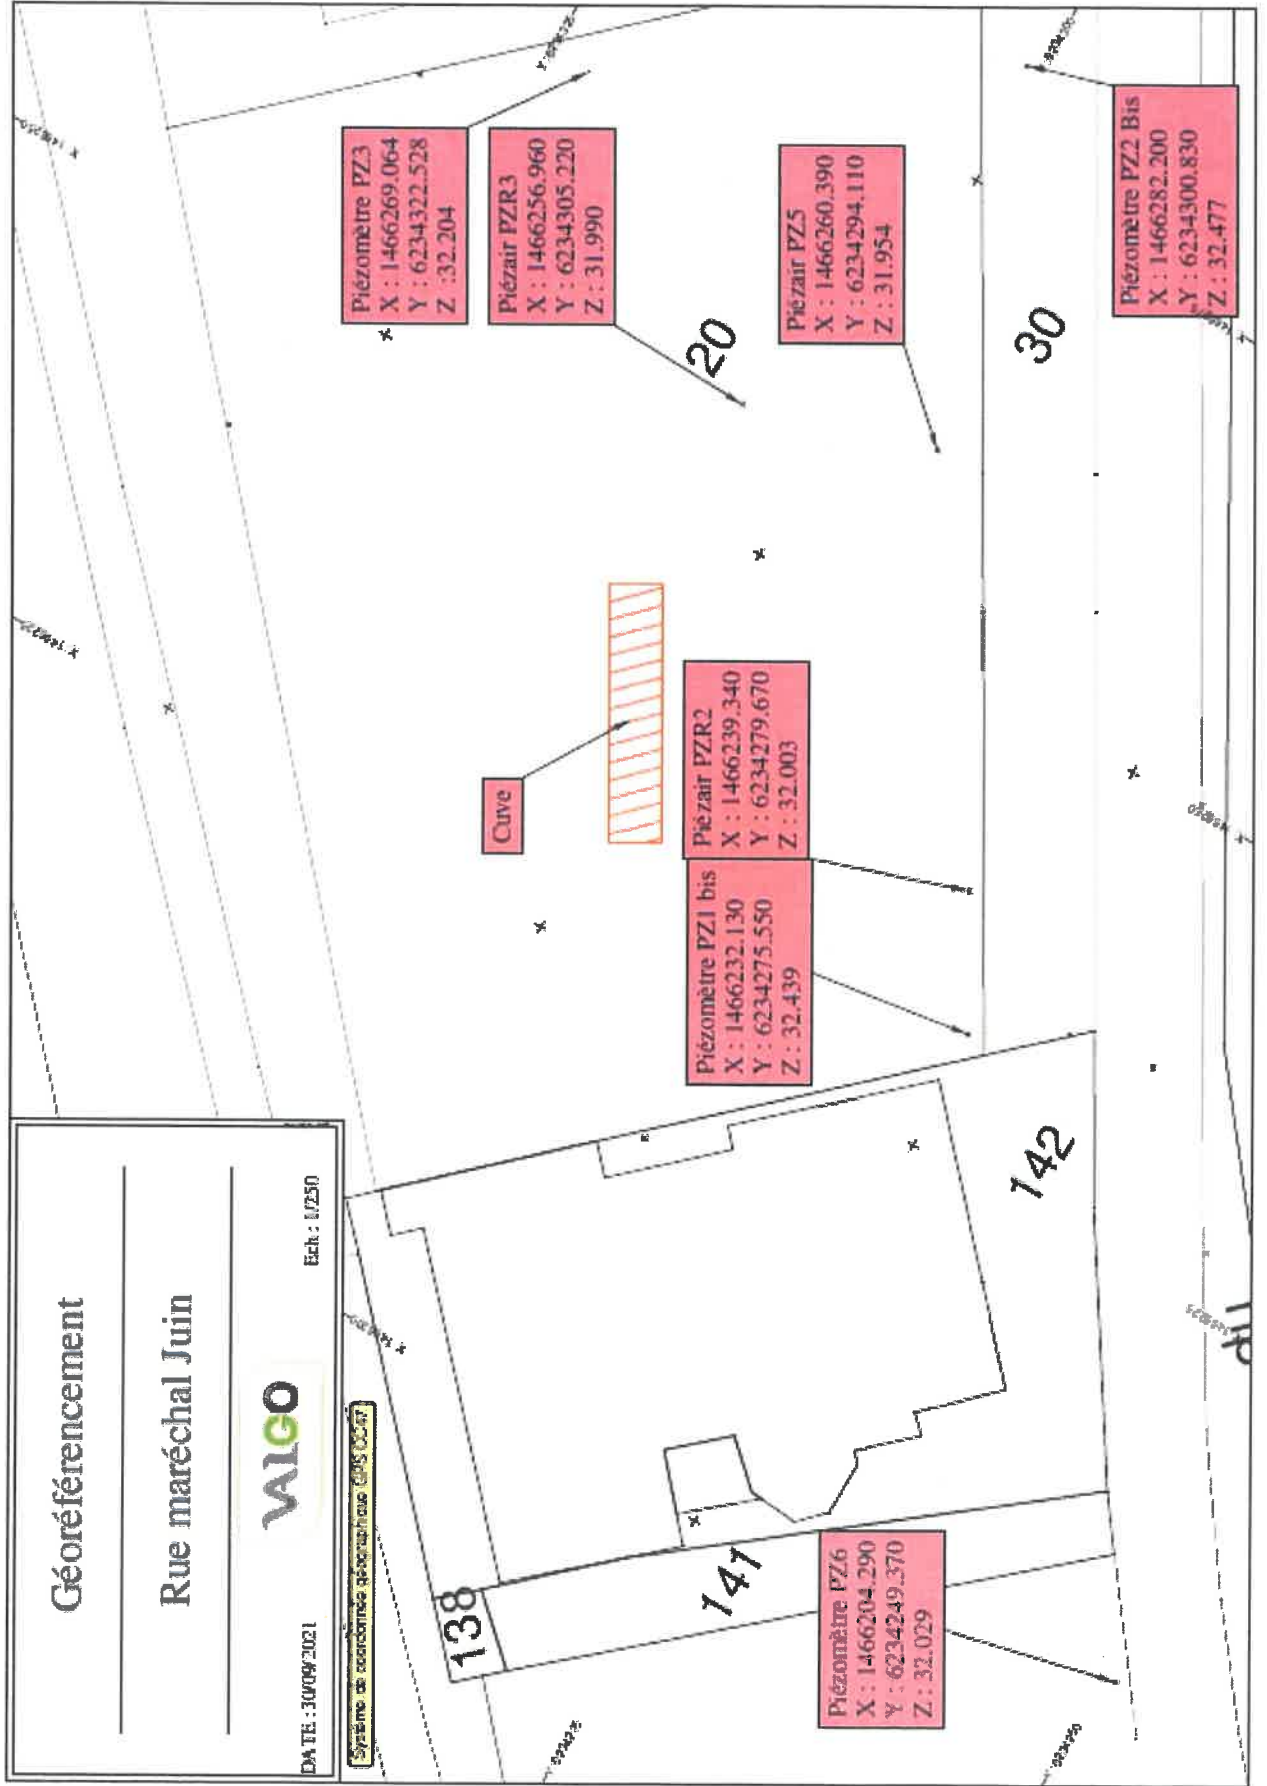 Géoréférencement
Rue maréchal Juin
VALGO
DATE : 30/09/2021
Ech : 1/250
Système de coordonnée géographique
138
141
142
20
30
Cuve
Piézomètre PZ3
X : 1466269.064
Y : 6234322.528
Z : 32.204
Piézair PZR3
X : 1466256.960
Y : 6234305.220
Z : 31.990
Piézair PZ5
X : 1466260.390
Y : 6234294.110
Z : 31.954
Piézomètre PZ2 Bis
X : 1466282.200
Y : 6234300.830
Z : 32.477
Piézair PZR2
X : 1466239.340
Y : 6234279.670
Z : 32.003
Piézomètre PZ1 bis
X : 1466232.130
Y : 6234275.550
Z : 32.439
Piézomètre PZ6
X : 1466204.290
Y : 6234249.370
Z : 32.029